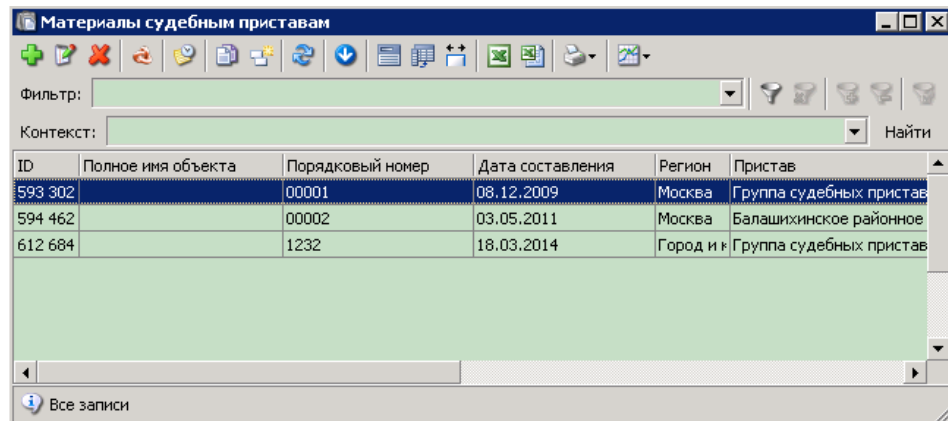 Материалы судебным приставам
Фильтр:
Контекст: Найти
ID Полное имя объекта Порядковый номер Дата составления Регион Пристав
593 302 00001 08.12.2009 Москва Группа судебных пристав
594 462 00002 03.05.2011 Москва Балашихинское районное
612 684 1232 18.03.2014 Город и к Группа судебных пристав
Все записи